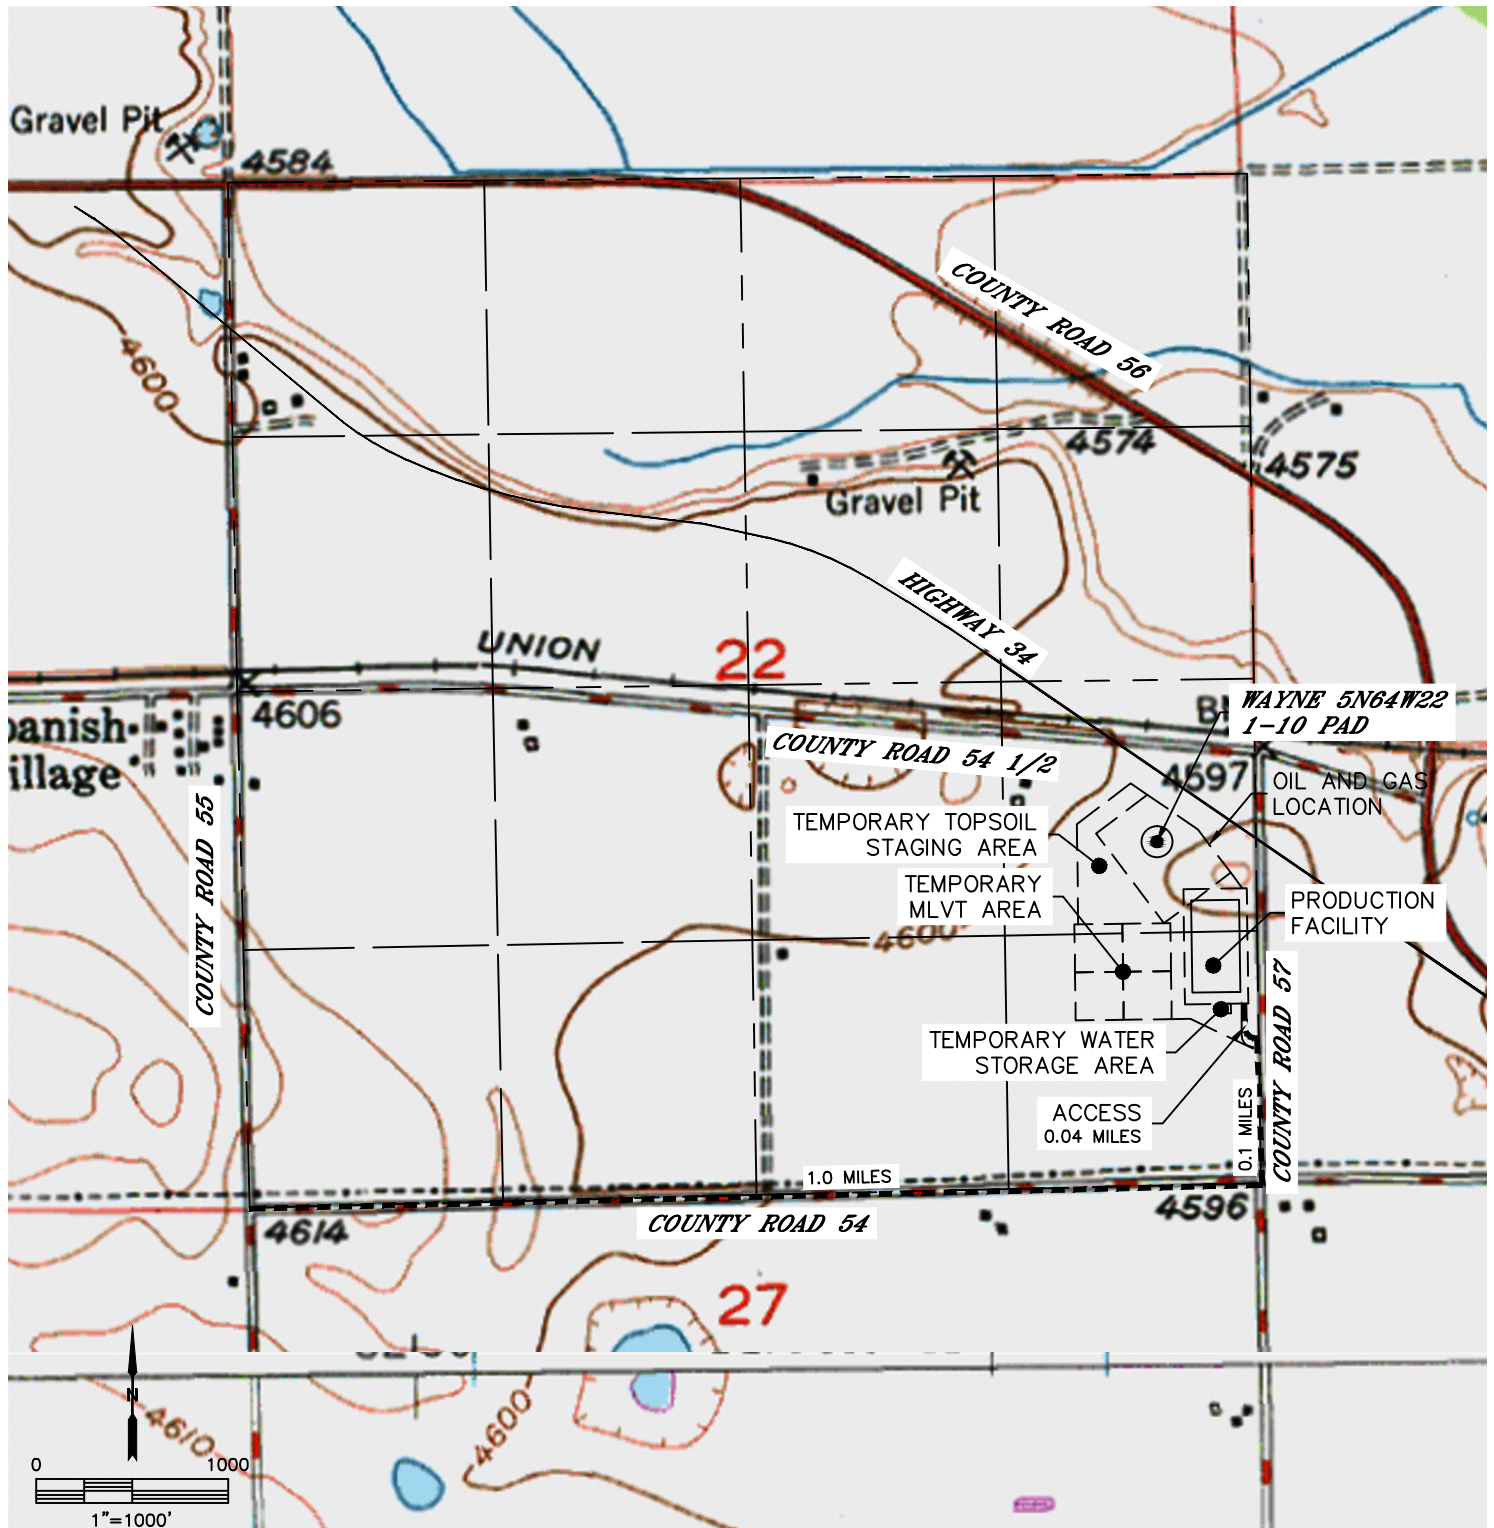 Gravel Pit
4584
COUNTY ROAD 56
4600
4574
4575
Gravel Pit
HIGHWAY 34
UNION
22
4606
panish
illage
COUNTY ROAD 54 1/2
WAYNE 5N64W22
1-10 PAD
4597
OIL AND GAS
LOCATION
TEMPORARY TOPSOIL
STAGING AREA
TEMPORARY
MLVT AREA
PRODUCTION
FACILITY
COUNTY ROAD 55
4600
TEMPORARY WATER
STORAGE AREA
COUNTY ROAD 57
ACCESS
0.04 MILES
0.1 MILES
1.0 MILES
COUNTY ROAD 54
4614
4596
27
N
4610
4600
0 1000
1"=1000'